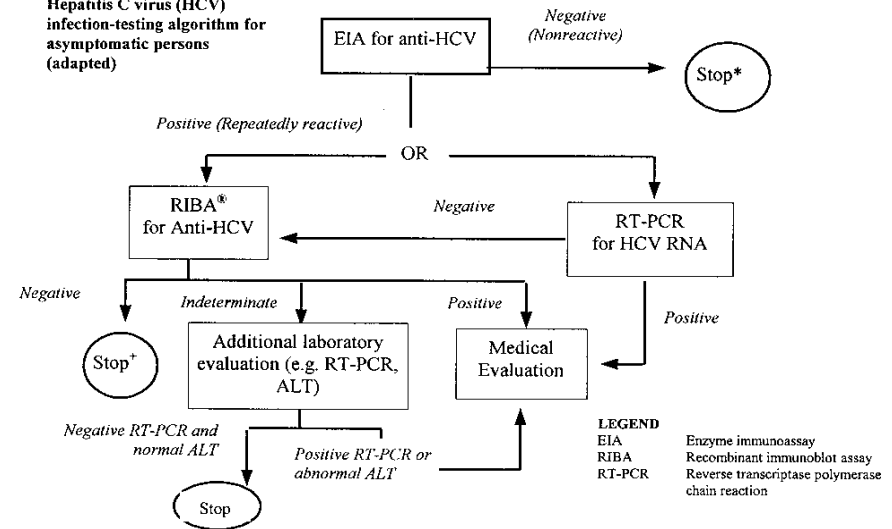 Hepatitis C virus (HCV)
infection-testing algorithm for
asymptomatic persons
(adapted)
EIA for anti-HCV
Negative
(Nonreactive)
Stop*
Positive (Repeatedly reactive)
OR
RIBA®
for Anti-HCV
Negative
RT-PCR
for HCV RNA
Negative
Indeterminate
Positive
Positive
Stop+
Additional laboratory
evaluation (e.g. RT-PCR,
ALT)
Medical
Evaluation
Negative RT-PCR and
normal ALT
Positive RT-PCR or
abnormal ALT
Stop
LEGEND
EIA Enzyme immunoassay
RIBA Recombinant immunoblot assay
RT-PCR Reverse transcriptase polymerase
chain reaction